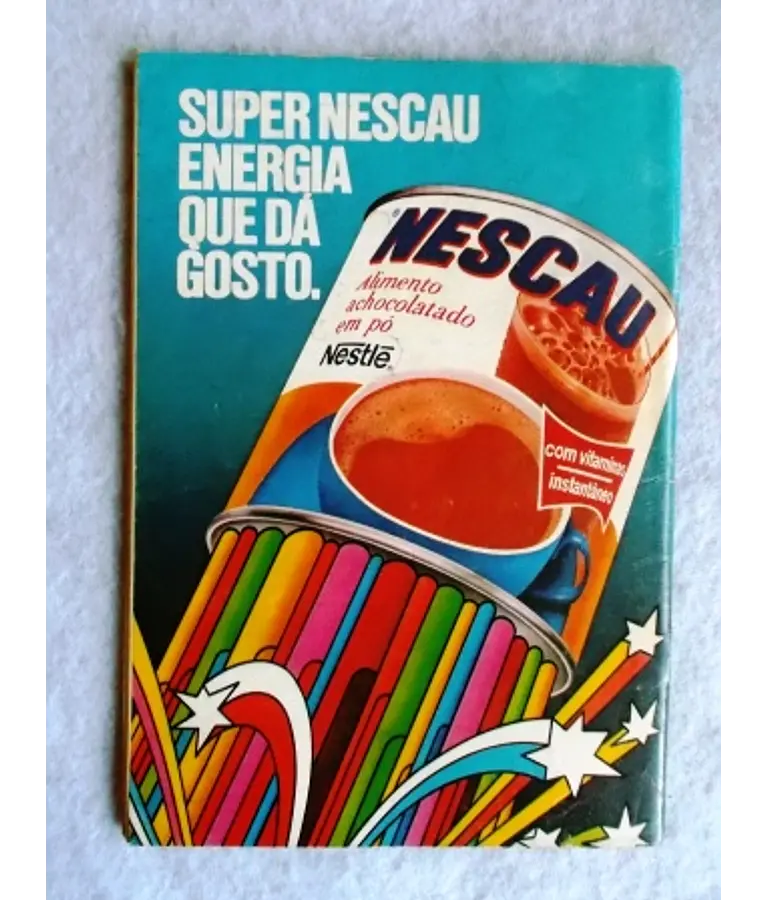 SUPER NESCAU
ENERGIA
QUE DÁ
GOSTO.
NESCAU
®
Alimento
achocolatado
em pó
Nestlé
com vitaminas
instantâneo